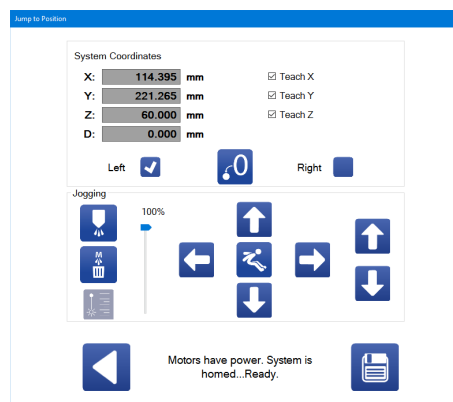 Jump to Position
System Coordinates
X: 114.395 mm Teach X
Y: 221.265 mm Teach Y
Z: 60.000 mm Teach Z
D: 0.000 mm
Left 0 Right
Jogging
100%
M
Motors have power. System is
homed...Ready.